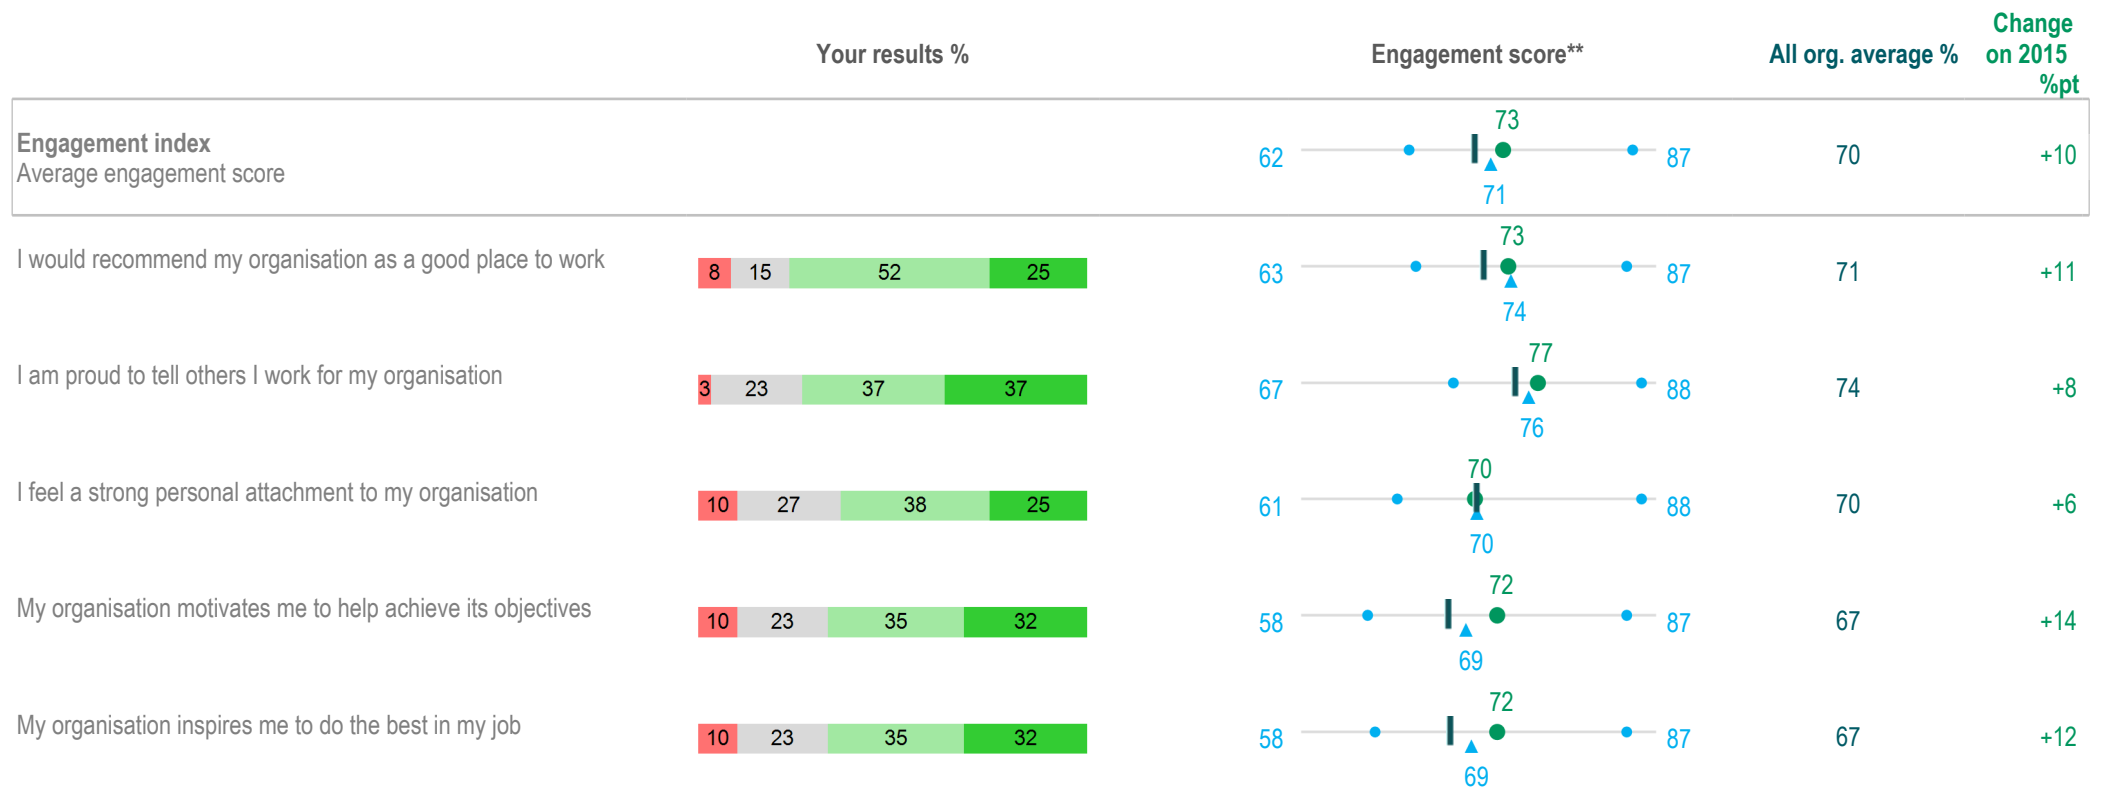 Change
Your results %
Engagement score**
All org. average %
on 2015
%pt
73
Engagement index
62
87
70
+10
Average engagement score
71
73
I would recommend my organisation as a good place to work
8 15 52 25
63
87
71
+11
74
77
I am proud to tell others I work for my organisation
3 23 37 37
67
88
74
+8
76
70
I feel a strong personal attachment to my organisation
10 27 38 25
61
88
70
+6
70
72
My organisation motivates me to help achieve its objectives
10 23 35 32
58
87
67
+14
69
72
My organisation inspires me to do the best in my job
10 23 35 32
58
87
67
+12
69